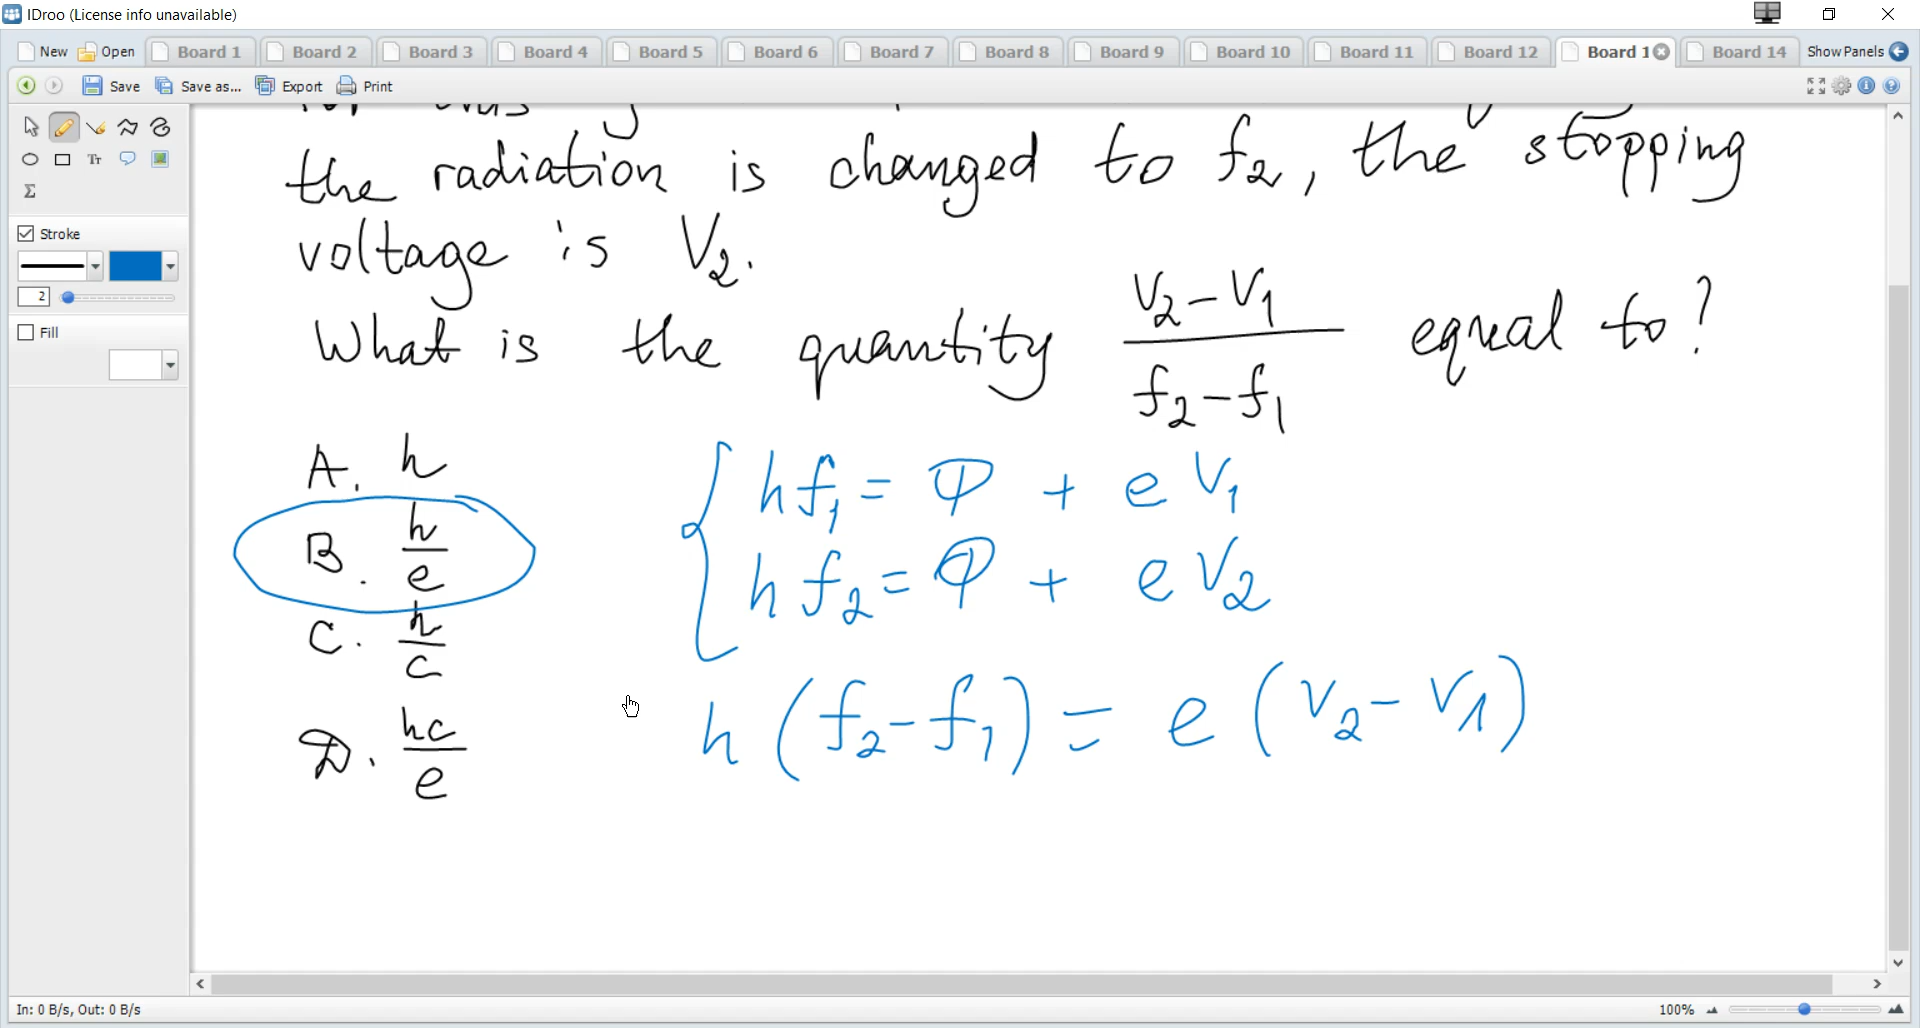 IDroo (License info unavailable)
New Open Board 1 Board 2 Board 3 Board 4 Board 5 Board 6 Board 7 Board 8 Board 9 Board 10 Board 11 Board 12 Board 1 Board 14 Show Panels
Save Save as... Export Print
the radiation is changed to f₂, the stopping
voltage is V₂.
What is the quantity (V₂ - V₁)/(f₂ - f₁) equal to?
A. h
B. h/e
C. h/c
D. hc/e
hf₁ = Φ + eV₁
hf₂ = Φ + eV₂
h(f₂ - f₁) = e(V₂ - V₁)
Tr
Σ
Stroke
2
Fill
In: 0 B/s, Out: 0 B/s
100%